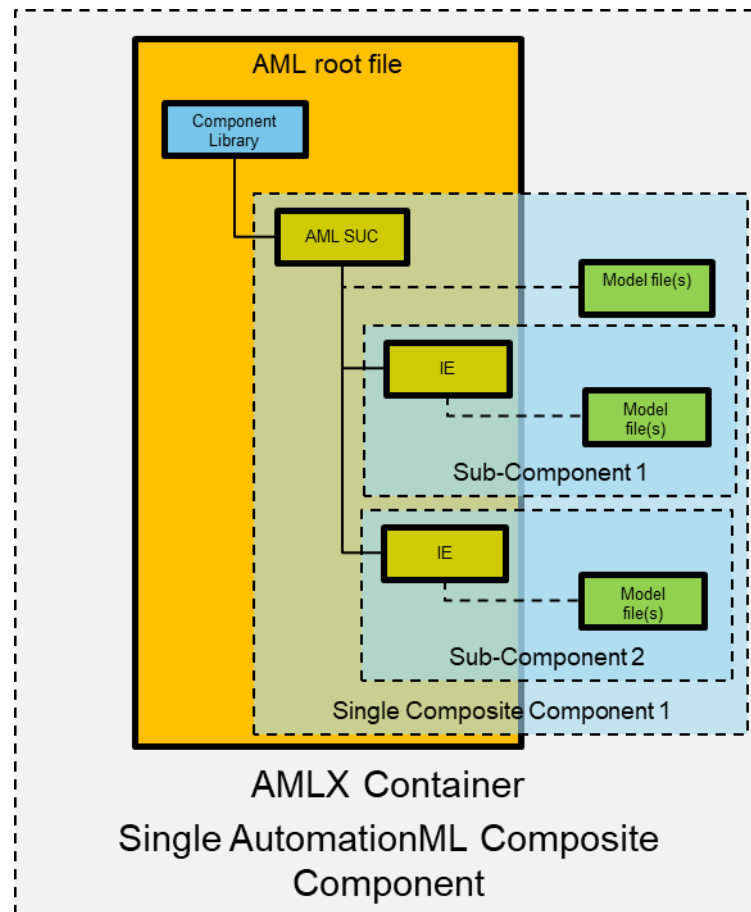 AML root file
Component
Library
AML SUC
Model file(s)
IE
Model
file(s)
Sub-Component 1
IE
Model
file(s)
Sub-Component 2
Single Composite Component 1
AMLX Container
Single AutomationML Composite
Component